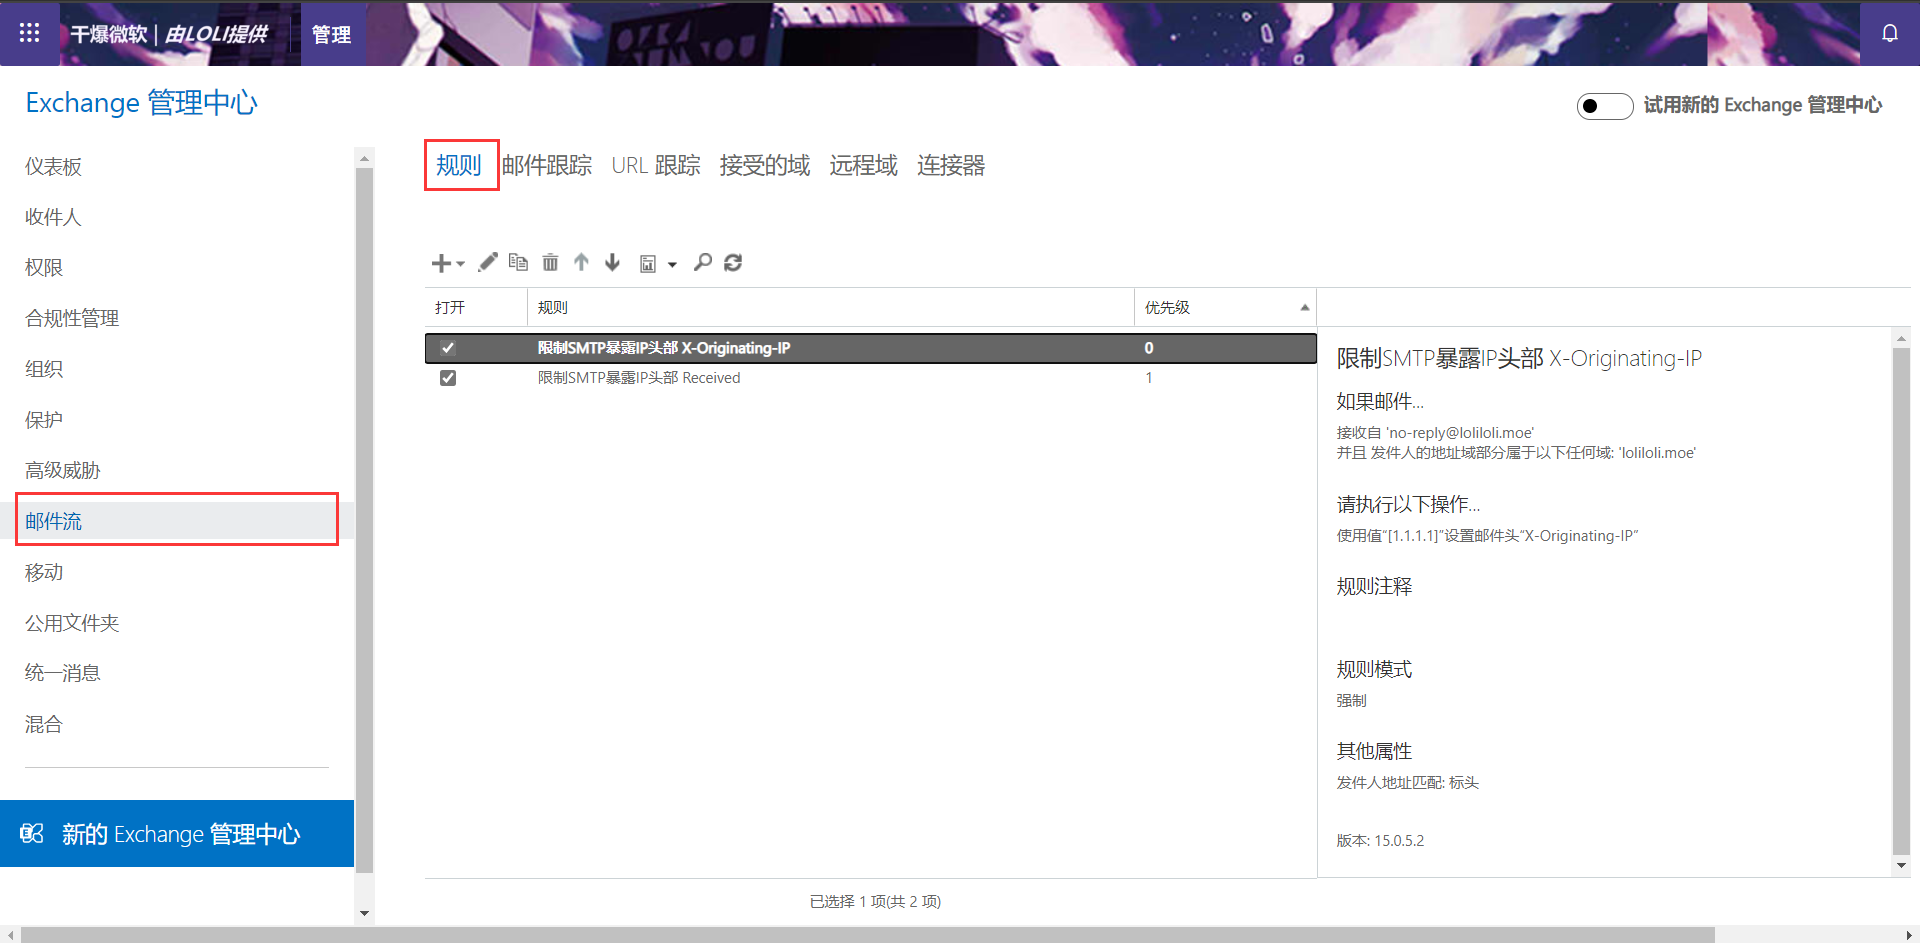 干爆微软 | 由LOLI提供
管理
Exchange 管理中心
试用新的 Exchange 管理中心
仪表板
收件人
权限
合规性管理
组织
保护
高级威胁
邮件流
移动
公用文件夹
统一消息
混合
新的 Exchange 管理中心
规则 邮件跟踪 URL 跟踪 接受的域 远程域 连接器
打开 规则 优先级
限制SMTP暴露IP头部 X-Originating-IP 0
限制SMTP暴露IP头部 Received 1
已选择 1 项(共 2 项)
限制SMTP暴露IP头部 X-Originating-IP
如果邮件...
接收自 'no-reply@loliloli.moe'
并且 发件人的地址域部分属于以下任何域: 'loliloli.moe'
请执行以下操作...
使用值“[1.1.1.1]”设置邮件头“X-Originating-IP”
规则注释
规则模式
强制
其他属性
发件人地址匹配: 标头
版本: 15.0.5.2